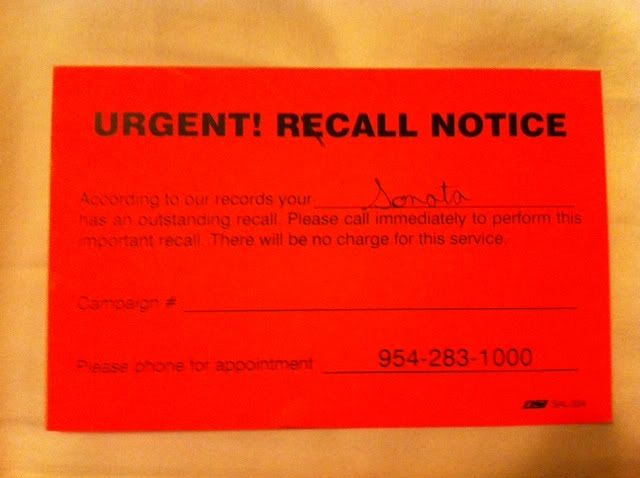 URGENT! RECALL NOTICE
According to our records your Sonata
has an outstanding recall. Please call immediately to perform this
important recall. There will be no charge for this service.
Campaign #
Please phone for appointment 954-283-1000